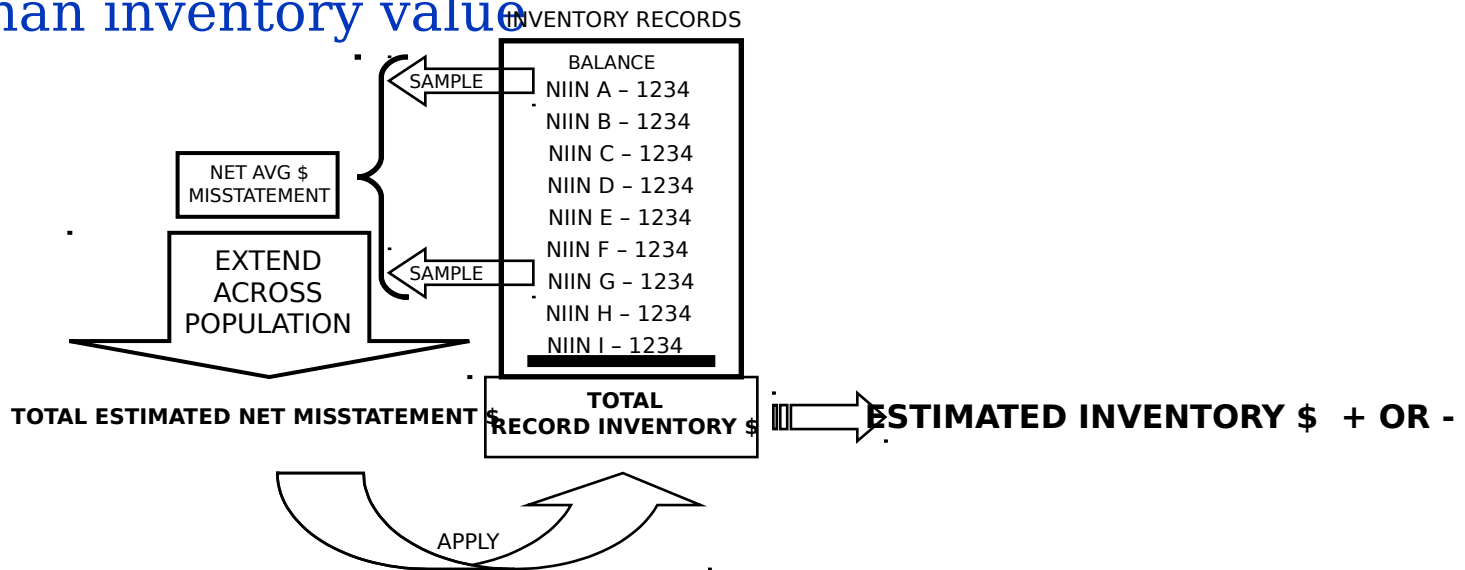 inventory value
INVENTORY RECORDS
BALANCE
SAMPLE
NIIN A – 1234
NIIN B – 1234
NIIN C – 1234
NIIN D – 1234
NIIN E – 1234
NIIN F – 1234
SAMPLE
NIIN G – 1234
NIIN H – 1234
NIIN I – 1234
NET AVG $
MISSTATEMENT
EXTEND
ACROSS
POPULATION
TOTAL ESTIMATED NET MISSTATEMENT $
TOTAL
RECORD INVENTORY $
ESTIMATED INVENTORY $ + OR -
APPLY